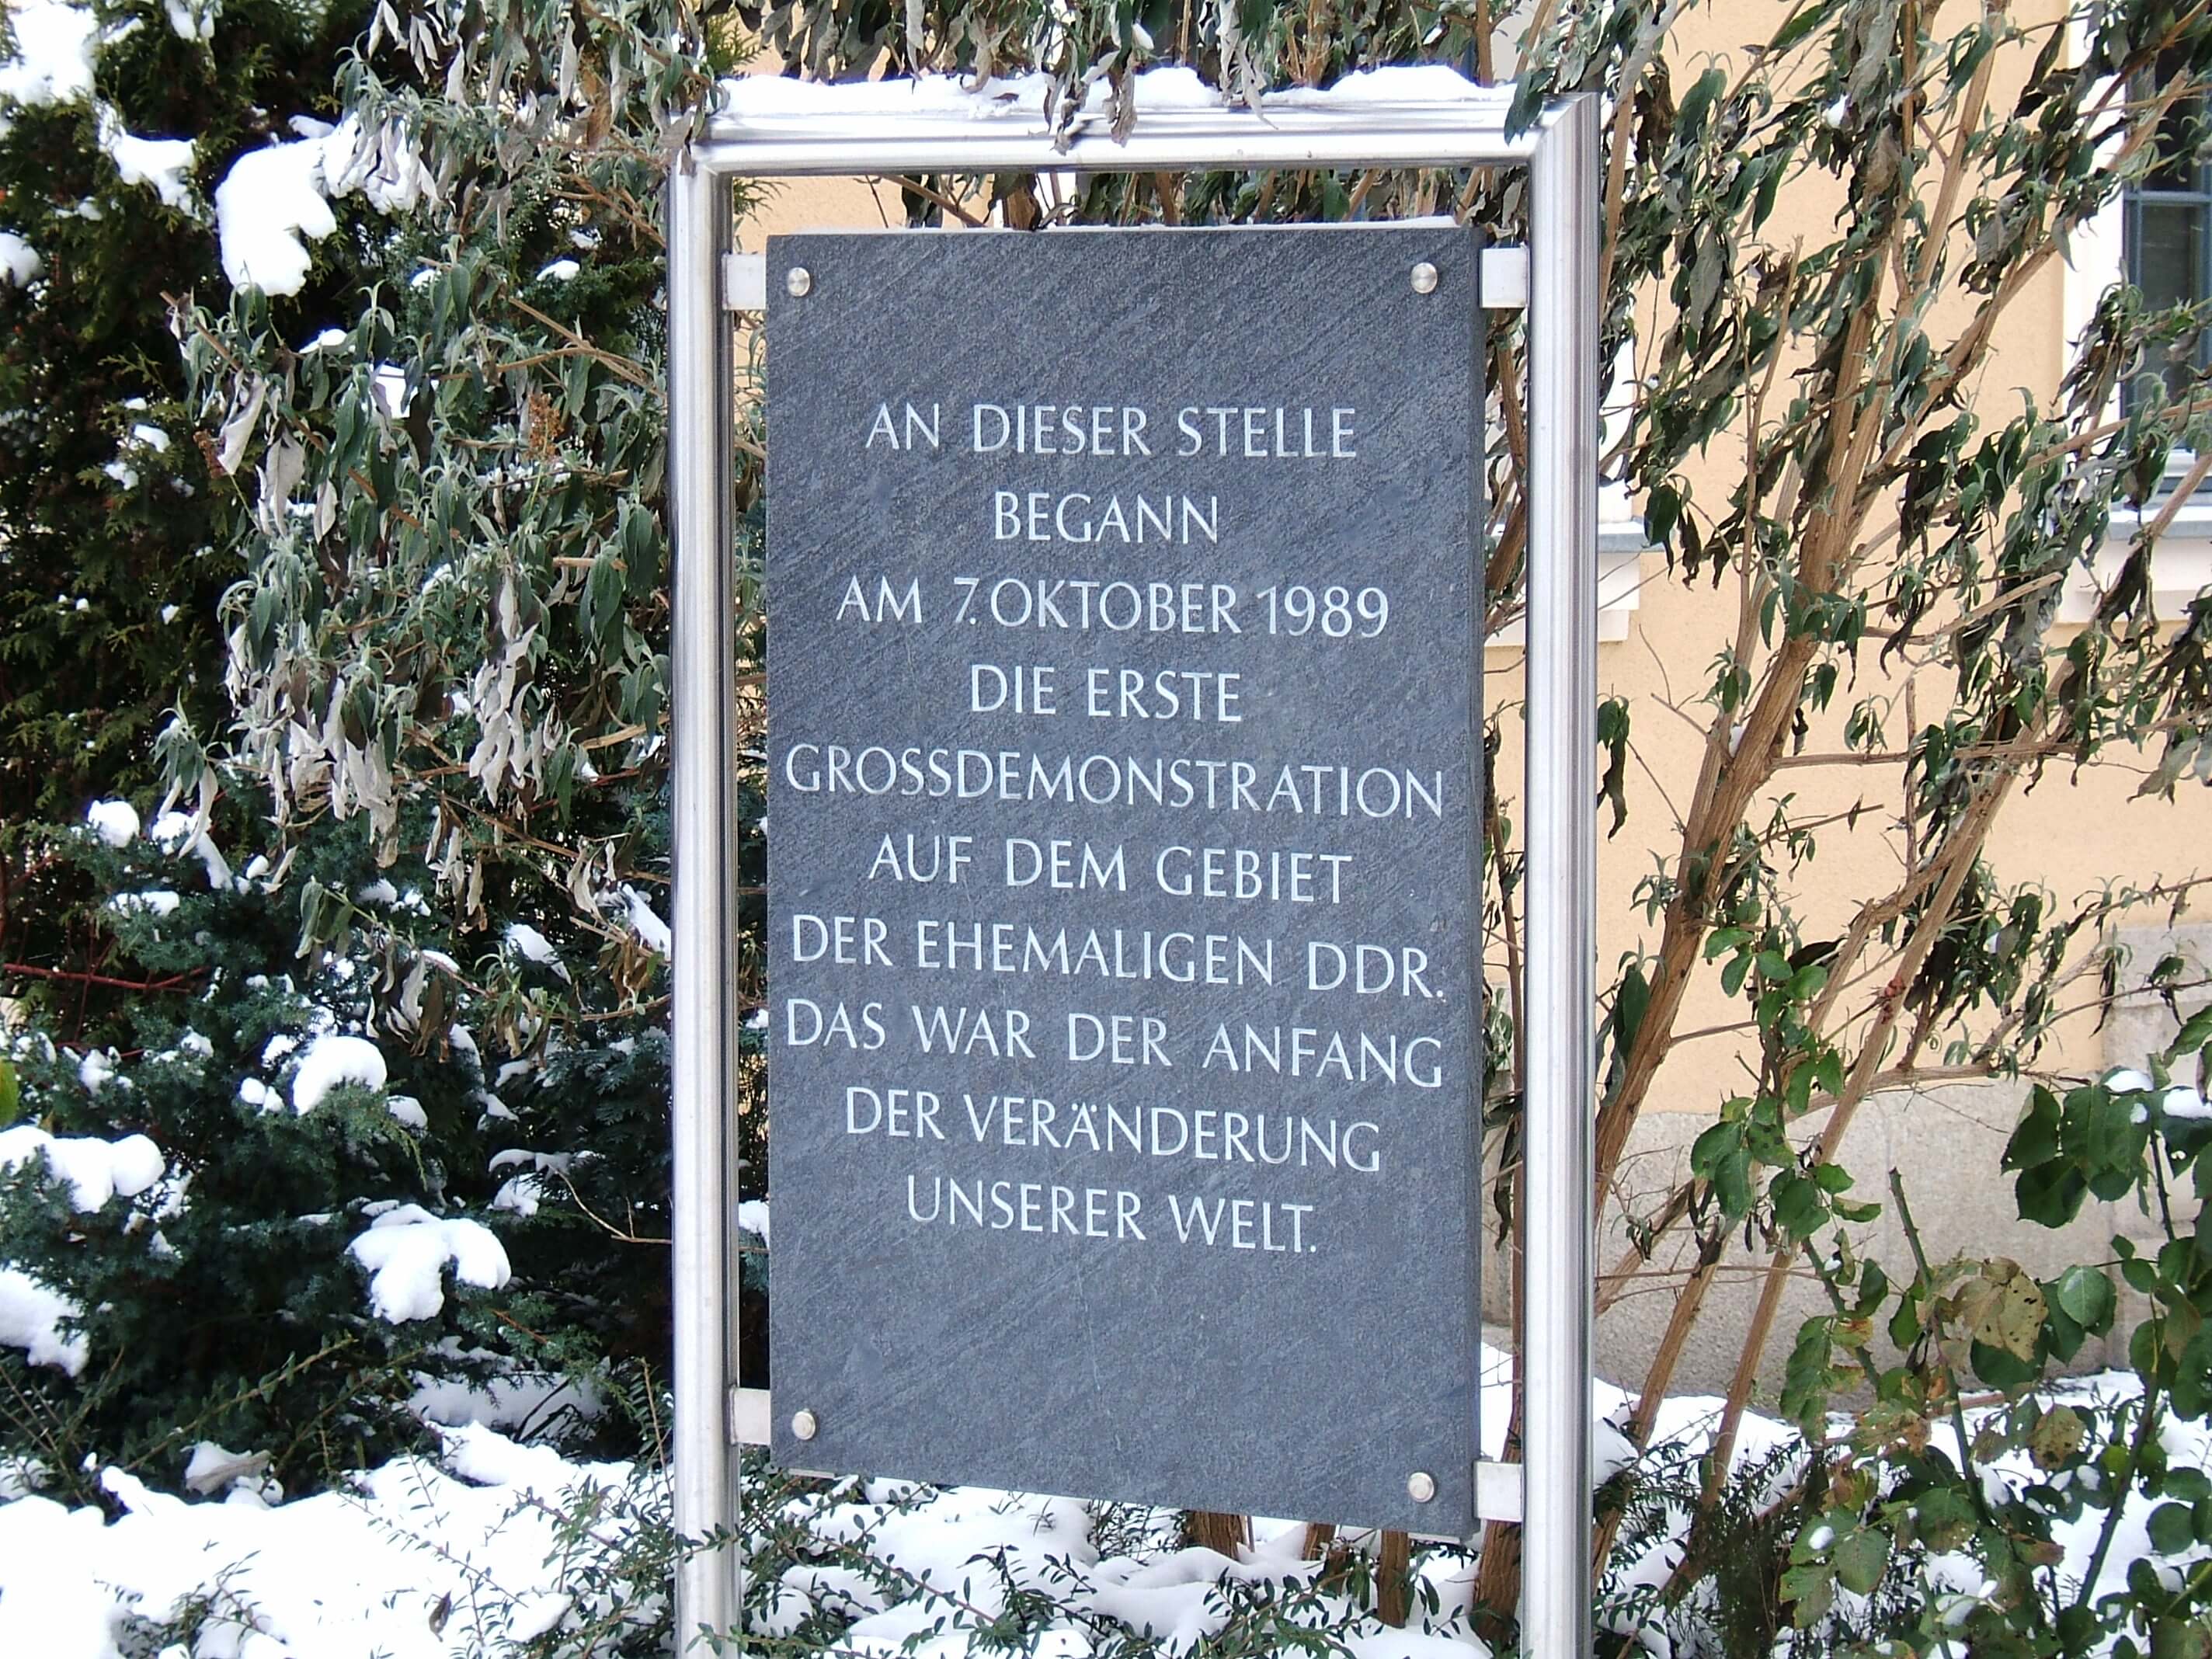 AN DIESER STELLE
BEGANN
AM 7. OKTOBER 1989
DIE ERSTE
GROSSDEMONSTRATION
AUF DEM GEBIET
DER EHEMALIGEN DDR.
DAS WAR DER ANFANG
DER VERÄNDERUNG
UNSERER WELT.